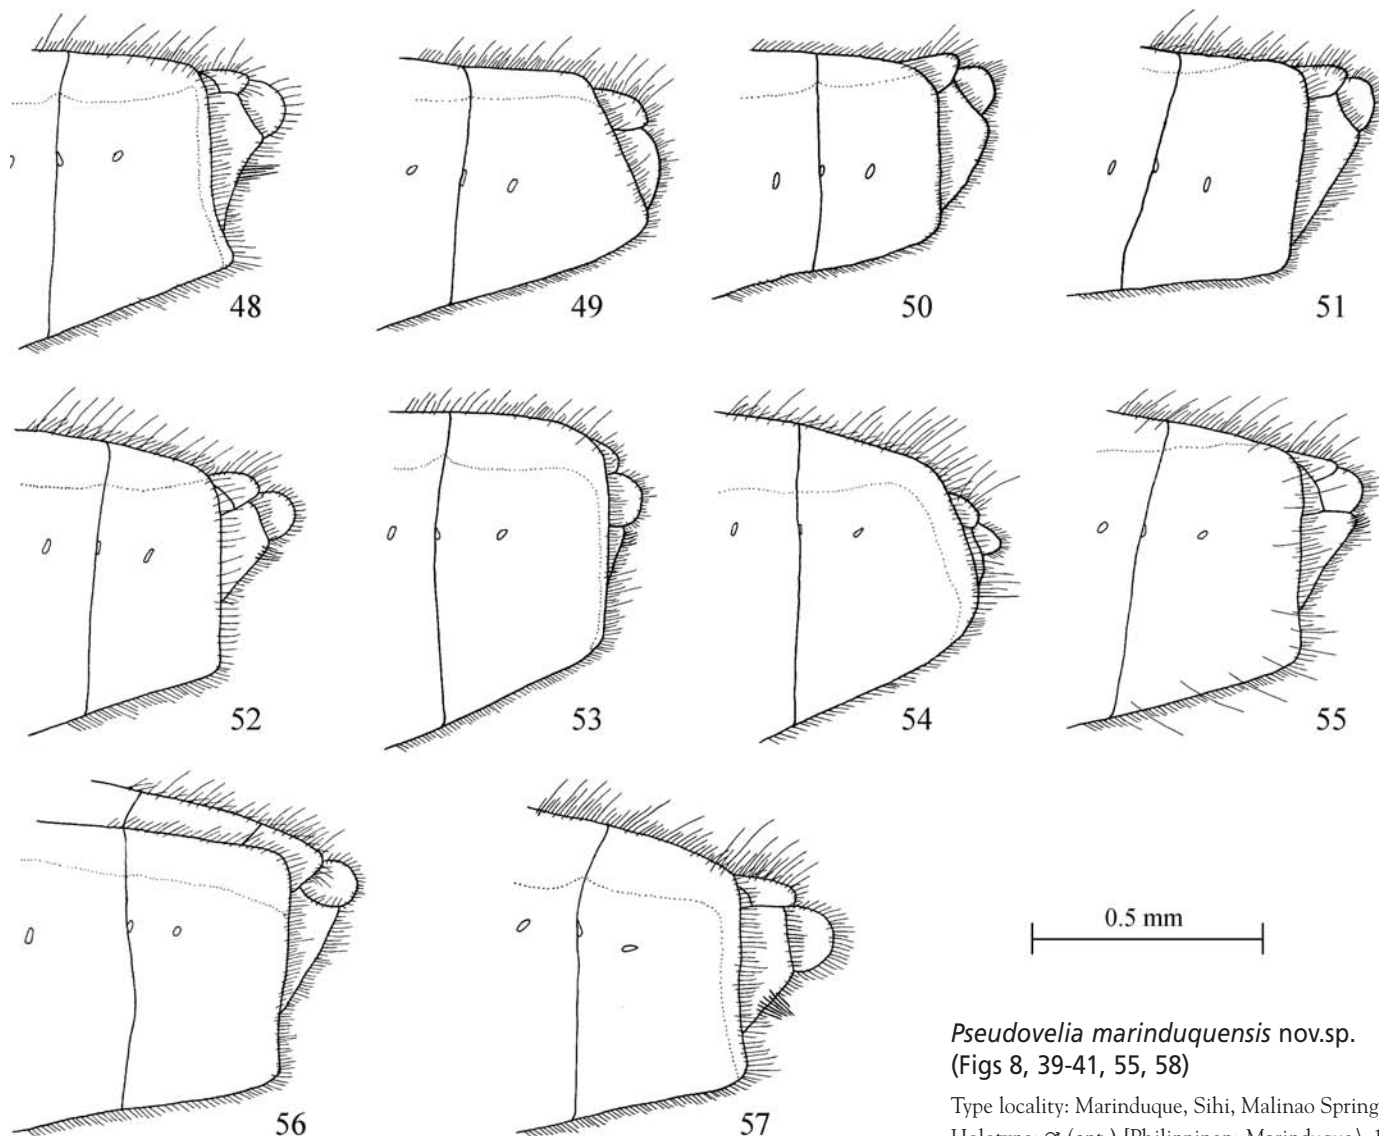 48
49
50
51
52
53
54
55
56
57
0.5 mm
Pseudovelia marinduquensis nov.sp.
(Figs 8, 39-41, 55, 58)
Type locality: Marinduque, Sihi, Malinao Spring